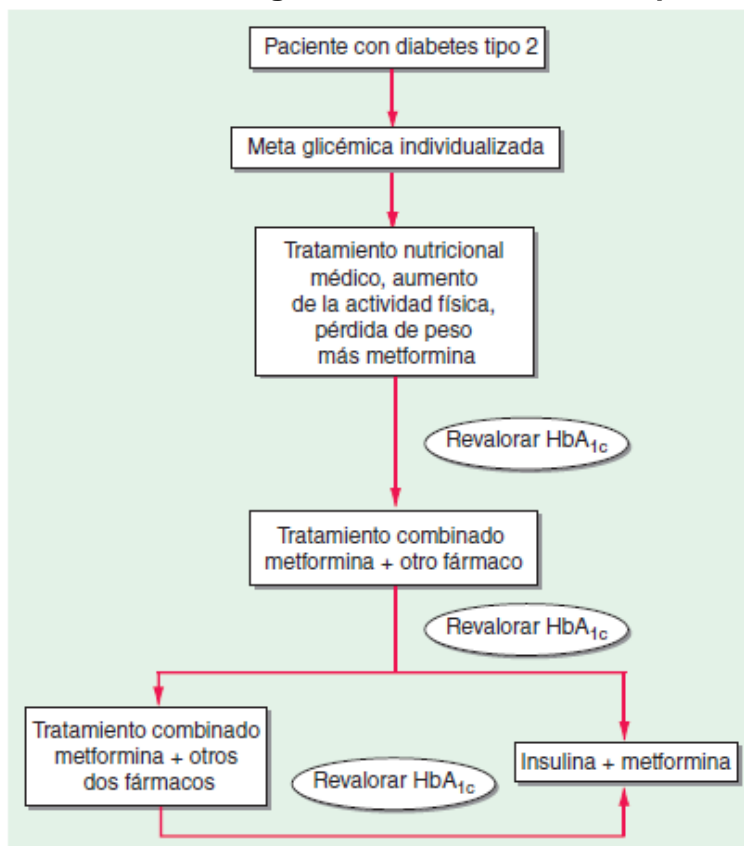 Paciente con diabetes tipo 2
Meta glicémica individualizada
Tratamiento nutricional
médico, aumento
de la actividad física,
pérdida de peso
más metformina
Revalorar HbA1c
Tratamiento combinado
metformina + otro fármaco
Revalorar HbA1c
Tratamiento combinado
metformina + otros
dos fármacos
Revalorar HbA1c
Insulina + metformina